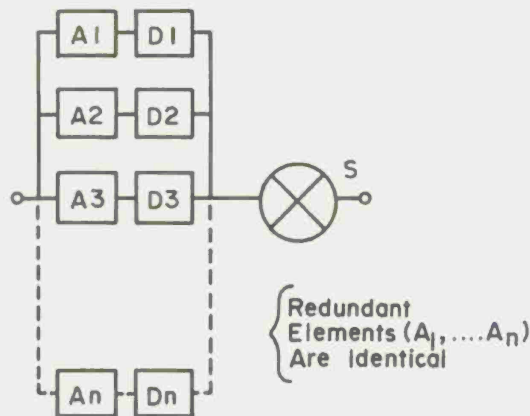 A1 D1
A2 D2
S
A3 D3
Redundant
Elements (A1, ....An)
Are Identical
An Dn